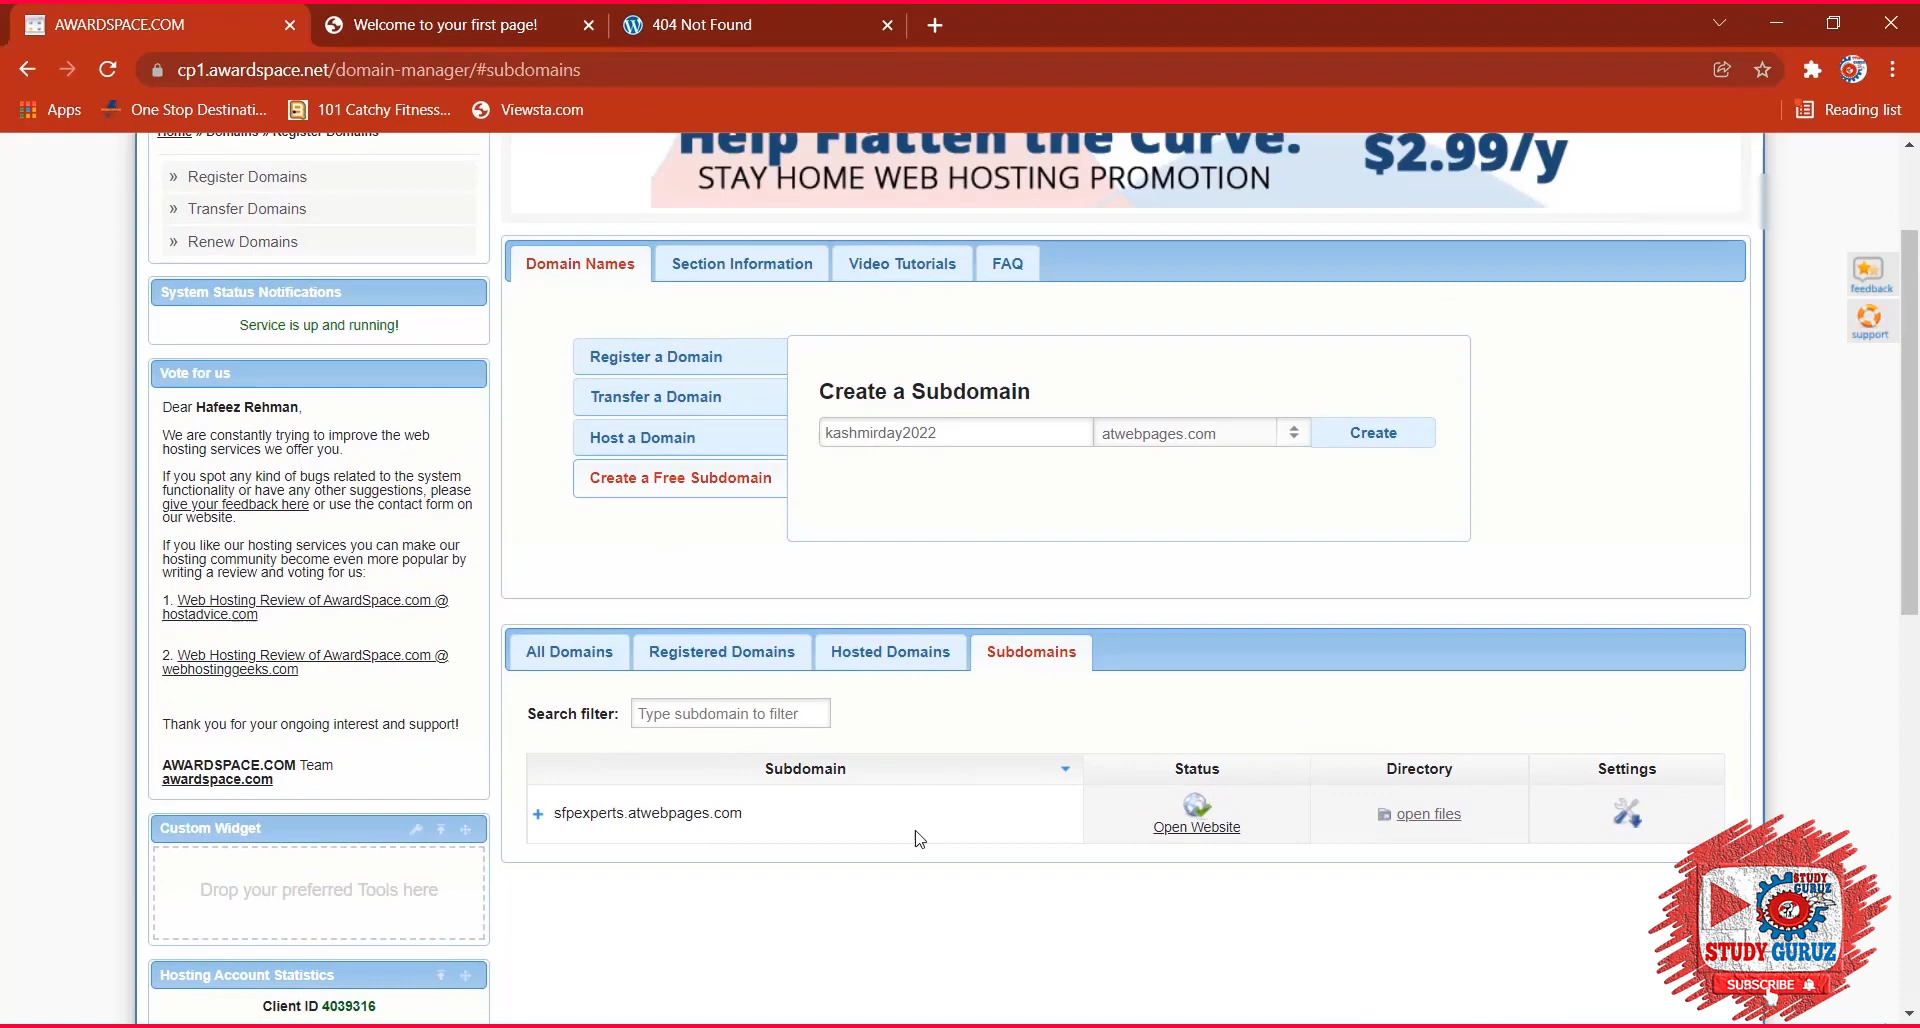 AWARDSPACE.COM
Welcome to your first page!
404 Not Found
cp1.awardspace.net/domain-manager/#subdomains
Apps
One Stop Destinati...
101 Catchy Fitness...
Viewsta.com
Reading list
Home » Domains » Register Domains
» Register Domains
» Transfer Domains
» Renew Domains
System Status Notifications
Service is up and running!
Vote for us
Dear Hafeez Rehman,
We are constantly trying to improve the web
hosting services we offer you.
If you spot any kind of bugs related to the system
functionality or have any other suggestions, please
give your feedback here or use the contact form on
our website.
If you like our hosting services you can make our
hosting community become even more popular by
writing a review and voting for us:
1. Web Hosting Review of AwardSpace.com @
hostadvice.com
2. Web Hosting Review of AwardSpace.com @
webhostinggeeks.com
Thank you for your ongoing interest and support!
AWARDSPACE.COM Team
awardspace.com
Custom Widget
Drop your preferred Tools here
Hosting Account Statistics
Client ID 4039316
Help Flatten the Curve.
STAY HOME WEB HOSTING PROMOTION
$2.99/y
Domain Names
Section Information
Video Tutorials
FAQ
Register a Domain
Transfer a Domain
Host a Domain
Create a Free Subdomain
Create a Subdomain
kashmirday2022
atwebpages.com
Create
All Domains
Registered Domains
Hosted Domains
Subdomains
Search filter:
Type subdomain to filter
Subdomain
Status
Directory
Settings
sfpexperts.atwebpages.com
Open Website
open files
feedback
support
STUDY
GURUZ
STUDY GURUZ
SUBSCRIBE